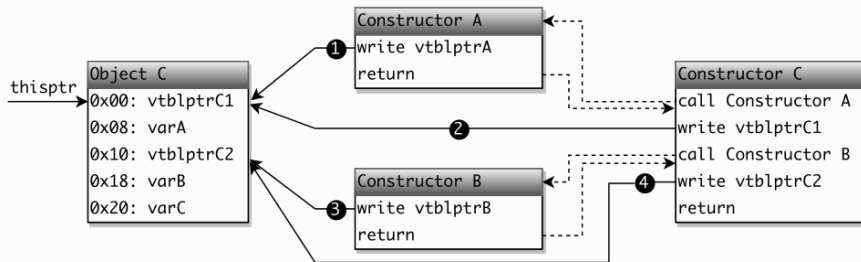 Constructor A
1
write vtblptrA
return
thisptr
Object C
0x00: vtblptrC1
0x08: varA
0x10: vtblptrC2
0x18: varB
0x20: varC
2
Constructor B
3
write vtblptrB
return
Constructor C
call Constructor A
write vtblptrC1
call Constructor B
4
write vtblptrC2
return